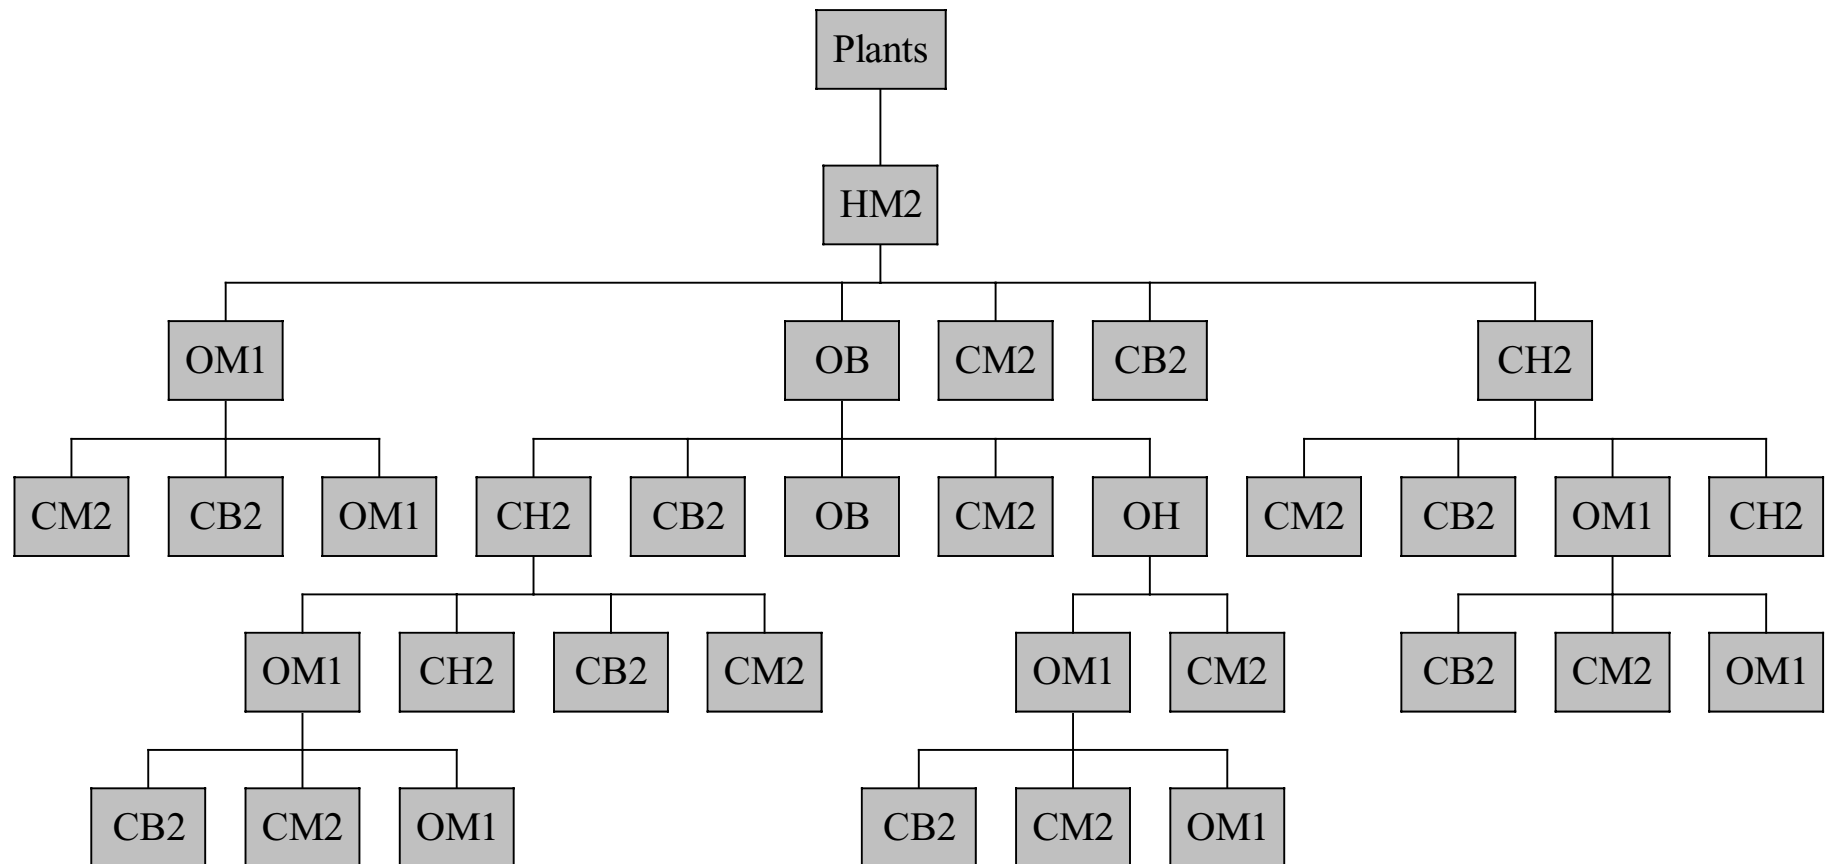 Plants
HM2
OM1 OB CM2 CB2 CH2
CM2 CB2 OM1 CH2 CB2 OB CM2 OH CM2 CB2 OM1 CH2
OM1 CH2 CB2 CM2 OM1 CM2 CB2 CM2 OM1
CB2 CM2 OM1 CB2 CM2 OM1